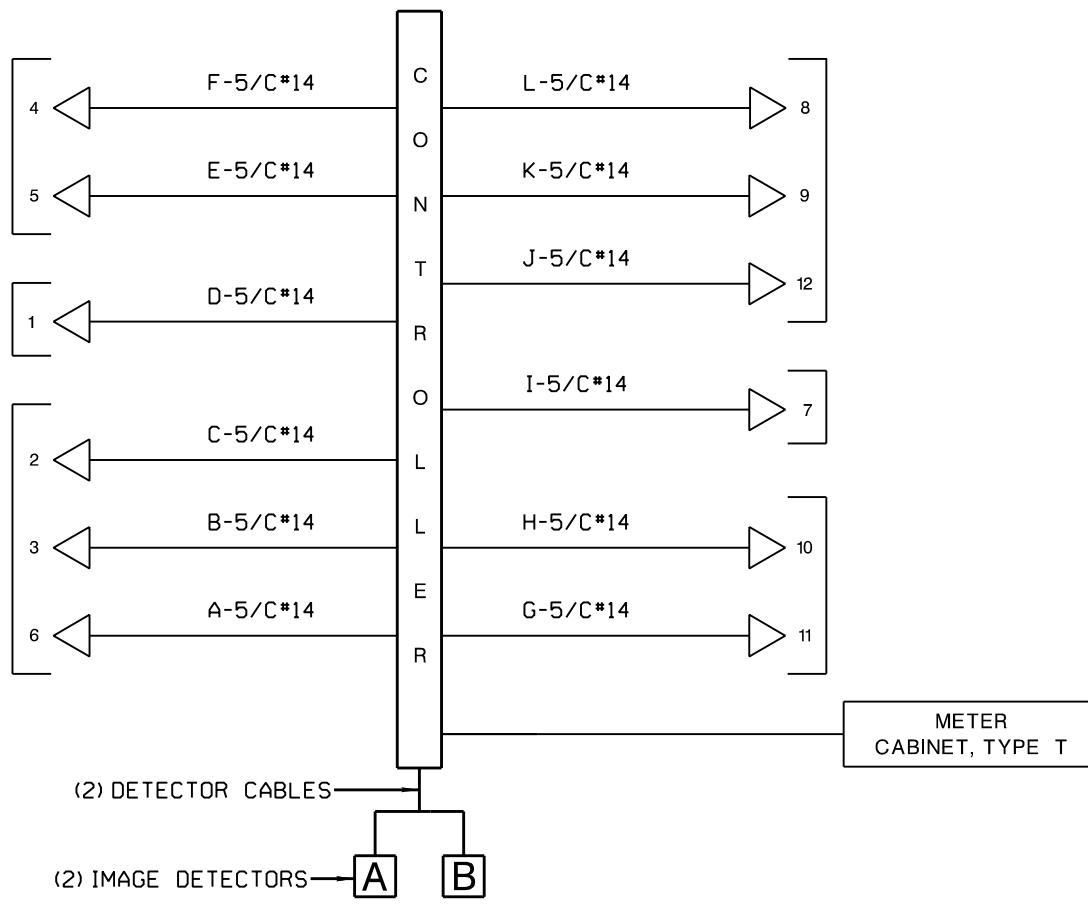 CONTROLLER
F-5/C#14
4
E-5/C#14
5
D-5/C#14
1
C-5/C#14
2
B-5/C#14
3
A-5/C#14
6
L-5/C#14
8
K-5/C#14
9
J-5/C#14
12
I-5/C#14
7
H-5/C#14
10
G-5/C#14
11
METER
CABINET, TYPE T
(2) DETECTOR CABLES
(2) IMAGE DETECTORS
A
B